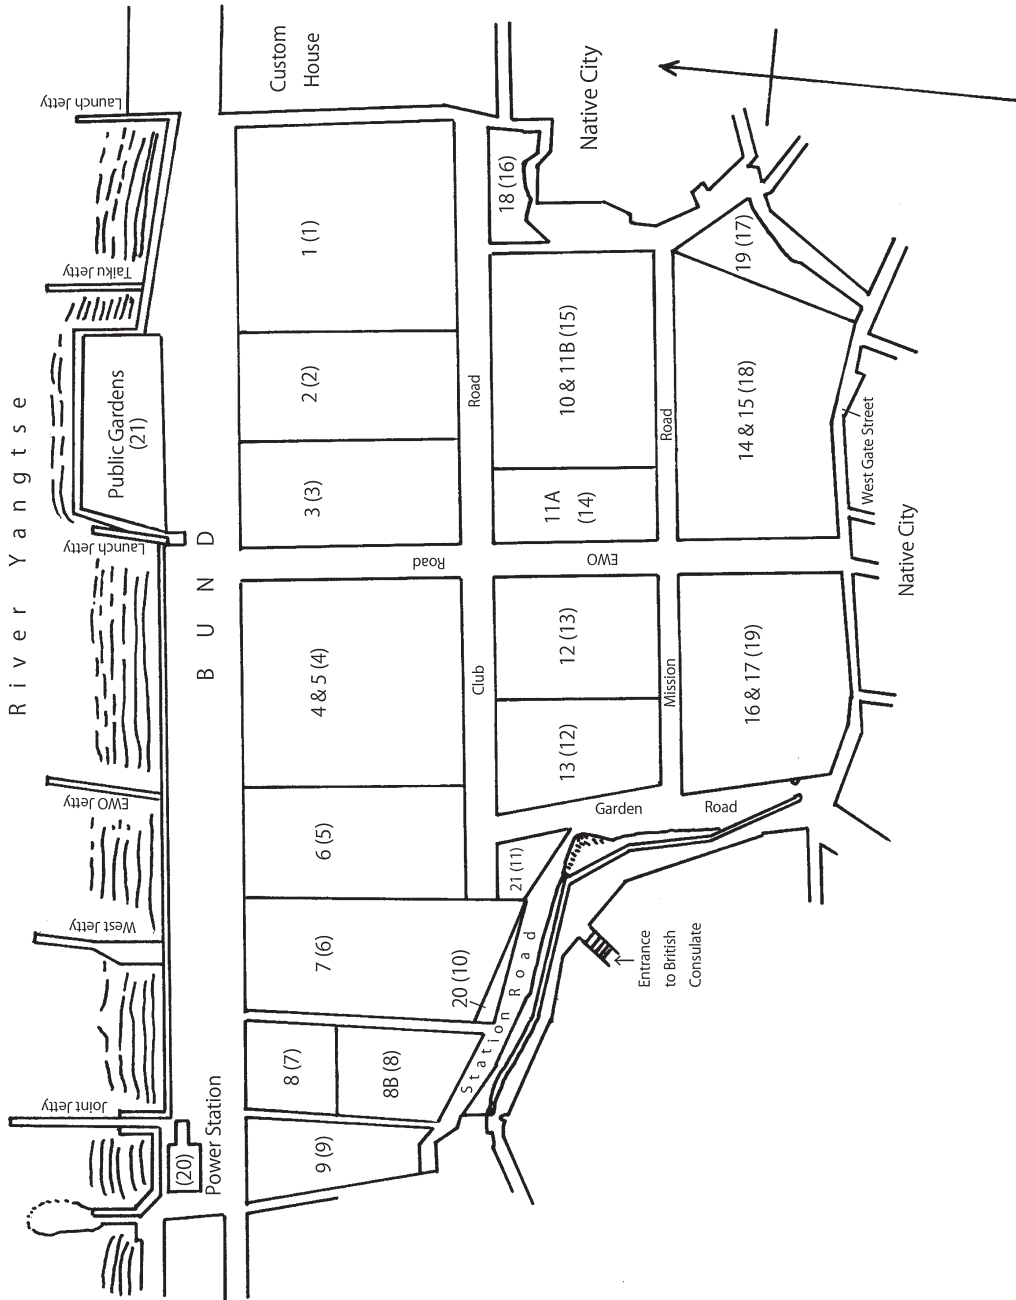 River Yangtse
Joint Jetty
West Jetty
EWO Jetty
Launch Jetty
Taiku Jetty
Launch Jetty
Public Gardens
(21)
BUND
(20)
Power Station
Custom
House
9 (9)
8 (7)
8B (8)
7 (6)
6 (5)
4 & 5 (4)
3 (3)
2 (2)
1 (1)
20 (10)
21 (11)
Station Road
Club
Road
EWO
Road
13 (12)
12 (13)
11A
(14)
10 & 11B (15)
18 (16)
Native City
Garden
Road
Mission
Road
16 & 17 (19)
14 & 15 (18)
19 (17)
Entrance
to British
Consulate
West Gate Street
Native City